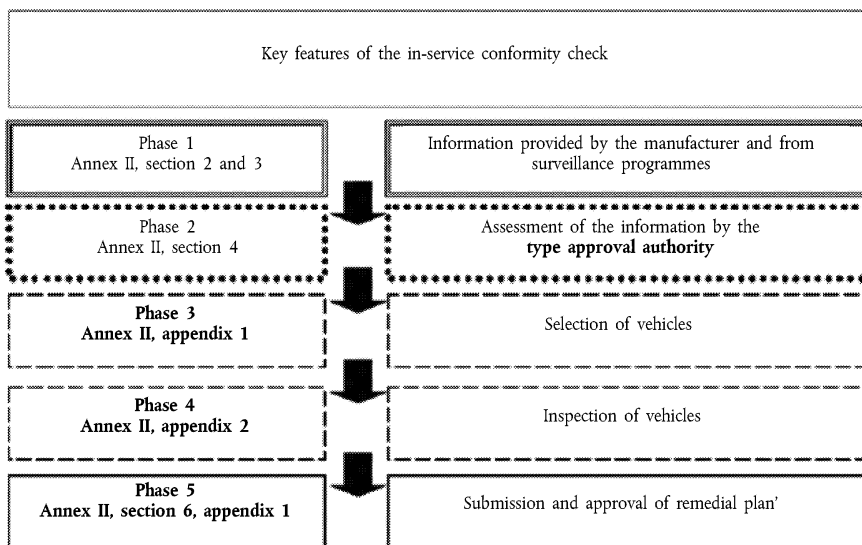 Key features of the in-service conformity check
Phase 1
Annex II, section 2 and 3
Information provided by the manufacturer and from
surveillance programmes
Phase 2
Annex II, section 4
Assessment of the information by the
type approval authority
Phase 3
Annex II, appendix 1
Selection of vehicles
Phase 4
Annex II, appendix 2
Inspection of vehicles
Phase 5
Annex II, section 6, appendix 1
Submission and approval of remedial plan’